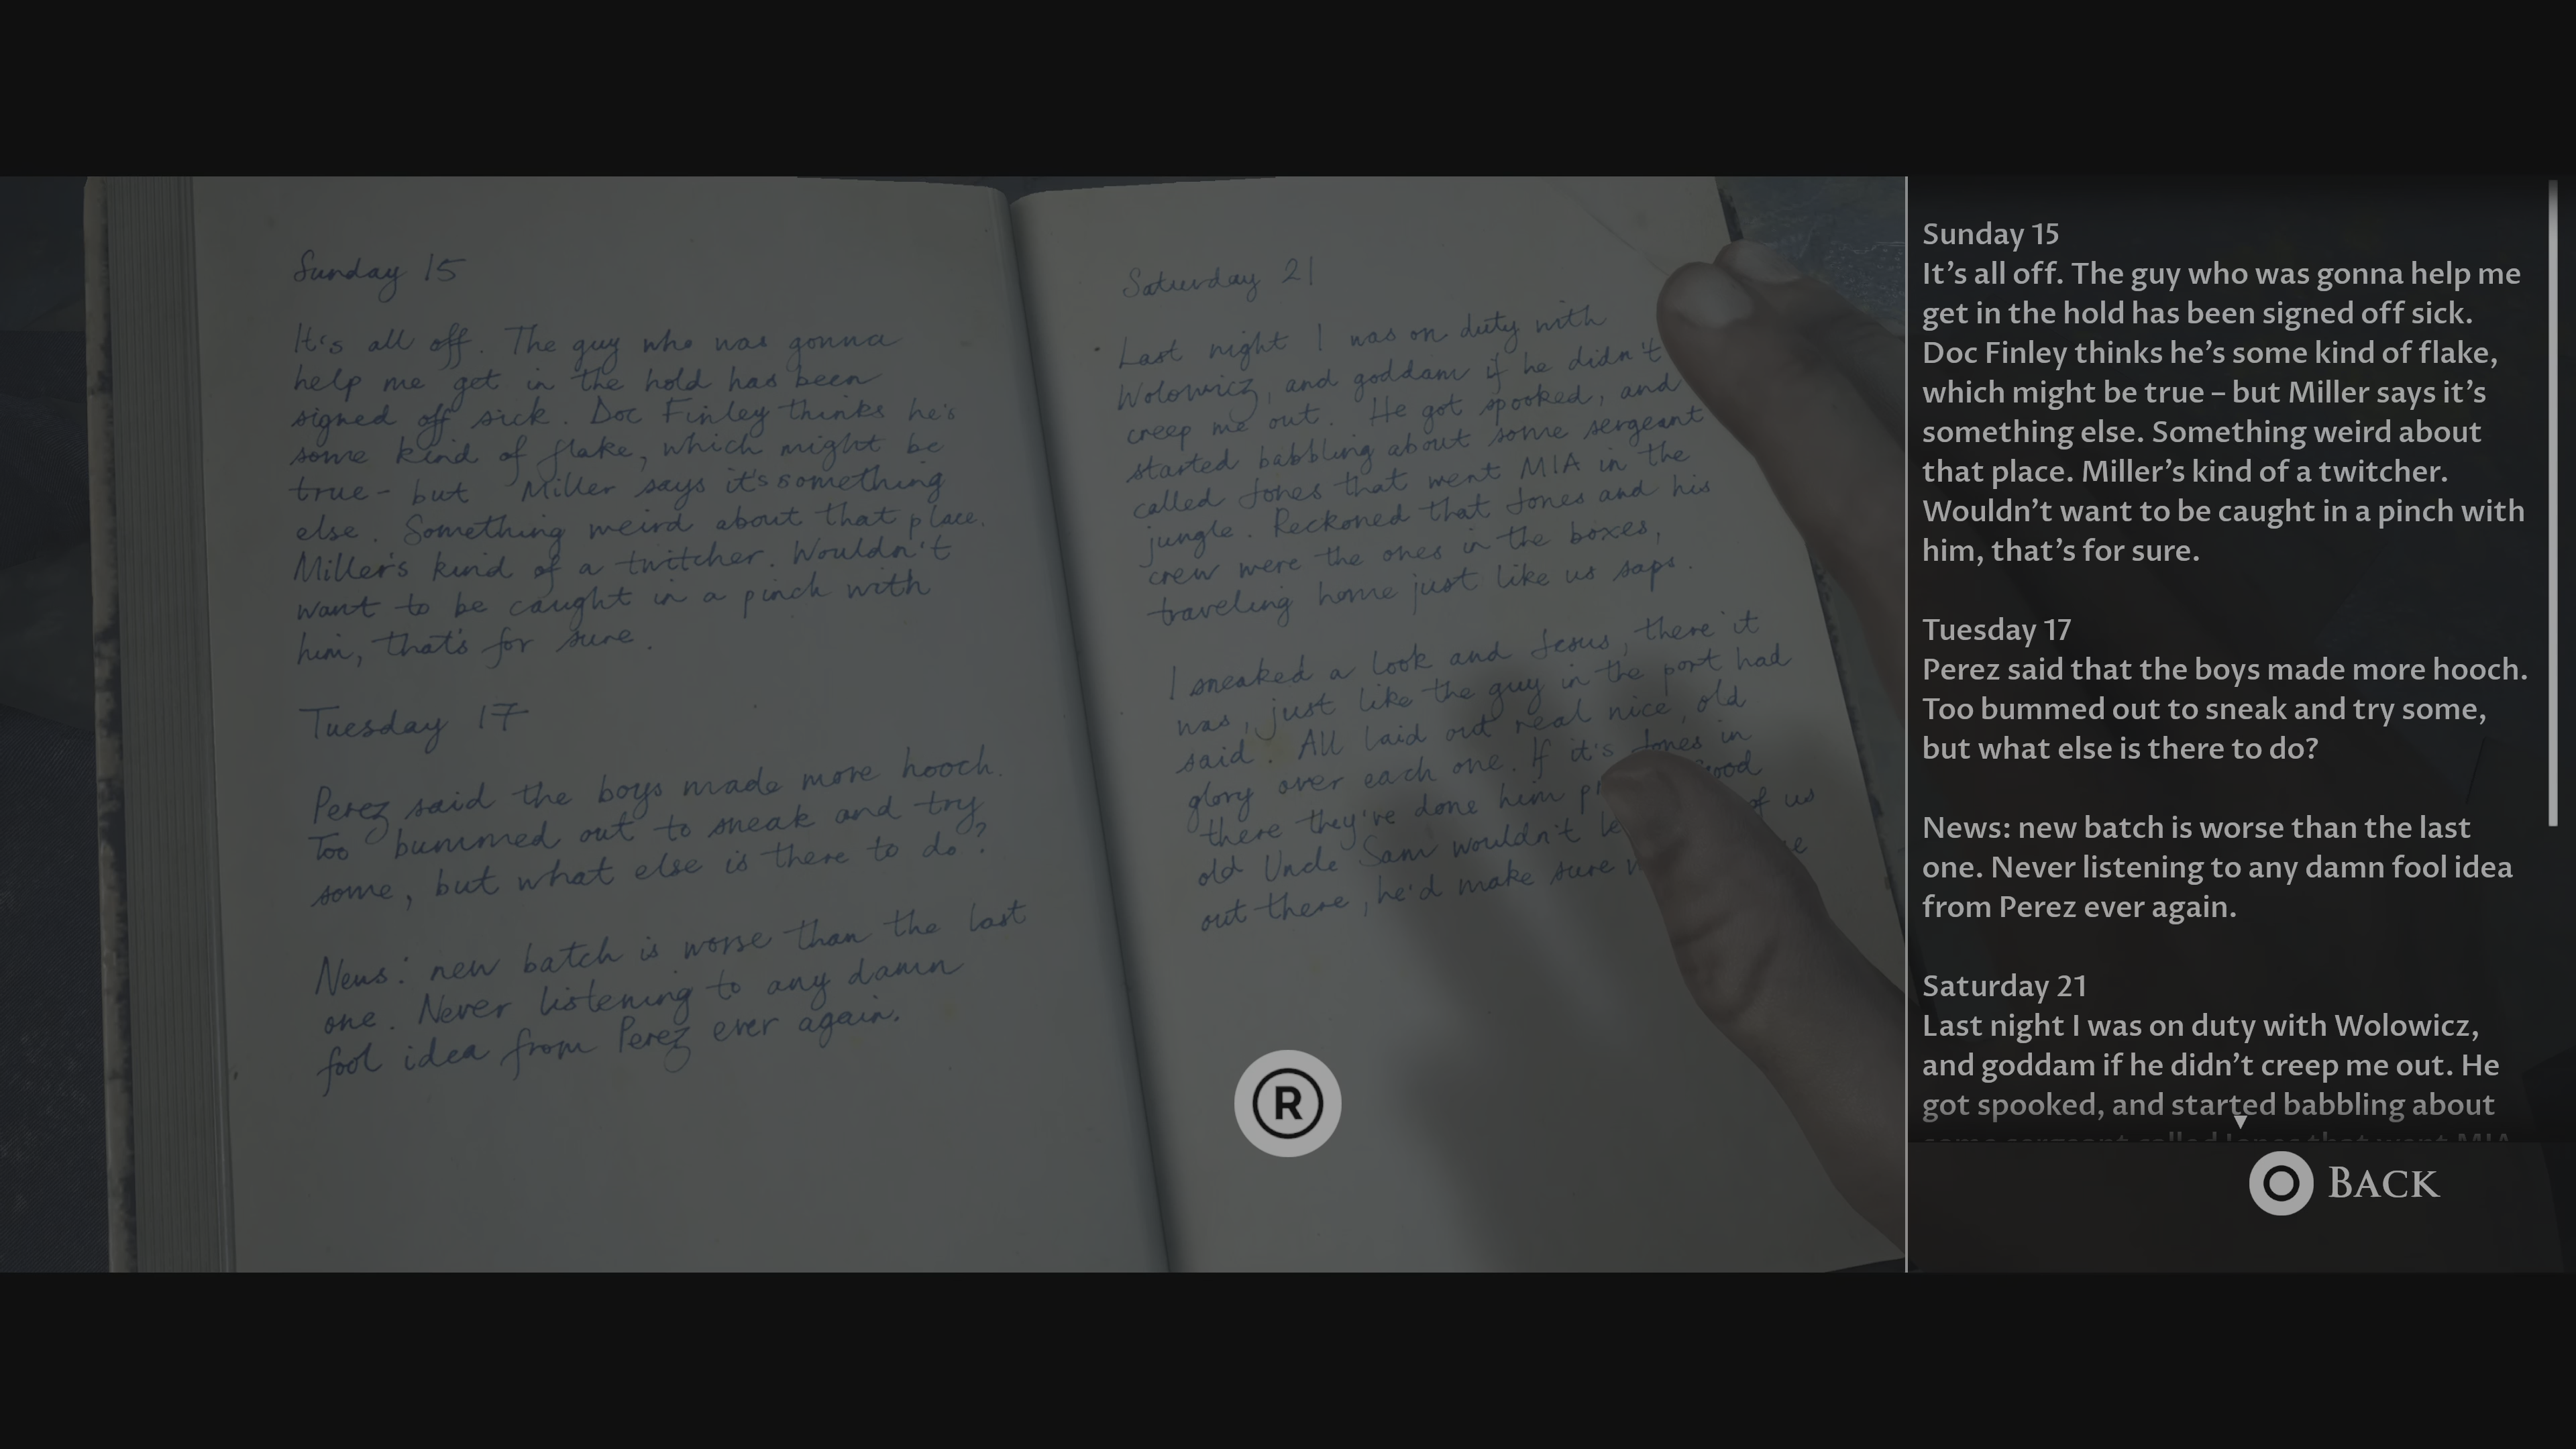 Sunday 15
It's all off. The guy who was gonna
help me get in the hold has been
signed off sick. Doc Finley thinks he's
some kind of flake, which might be
true - but Miller says it's something
else. Something weird about that place.
Miller's kind of a twitcher. Wouldn't
want to be caught in a pinch with
him, that's for sure.
Tuesday 17
Perez said the boys made more hooch.
Too bummed out to sneak and try
some, but what else is there to do?
News: new batch is worse than the last
one. Never listening to any damn
fool idea from Perez ever again.
Saturday 21
Last night I was on duty with
Wolowicz, and goddam if he didn't
creep me out. He got spooked, and
started babbling about some sergeant
called Jones that went MIA in the
jungle. Reckoned that Jones and his
crew were the ones in the boxes,
traveling home just like us saps.
I sneaked a look and Jesus, there it
was, just like the guy in the port had
said. All laid out real nice, old
glory over each one. If it's Jones in
there they've done him good
old Uncle Sam wouldn't of us
out there, he'd make sure
R
Sunday 15
It's all off. The guy who was gonna help me
get in the hold has been signed off sick.
Doc Finley thinks he's some kind of flake,
which might be true – but Miller says it's
something else. Something weird about
that place. Miller's kind of a twitcher.
Wouldn't want to be caught in a pinch with
him, that's for sure.
Tuesday 17
Perez said that the boys made more hooch.
Too bummed out to sneak and try some,
but what else is there to do?
News: new batch is worse than the last
one. Never listening to any damn fool idea
from Perez ever again.
Saturday 21
Last night I was on duty with Wolowicz,
and goddam if he didn't creep me out. He
got spooked, and started babbling about
some sergeant called Jones that went MIA
BACK